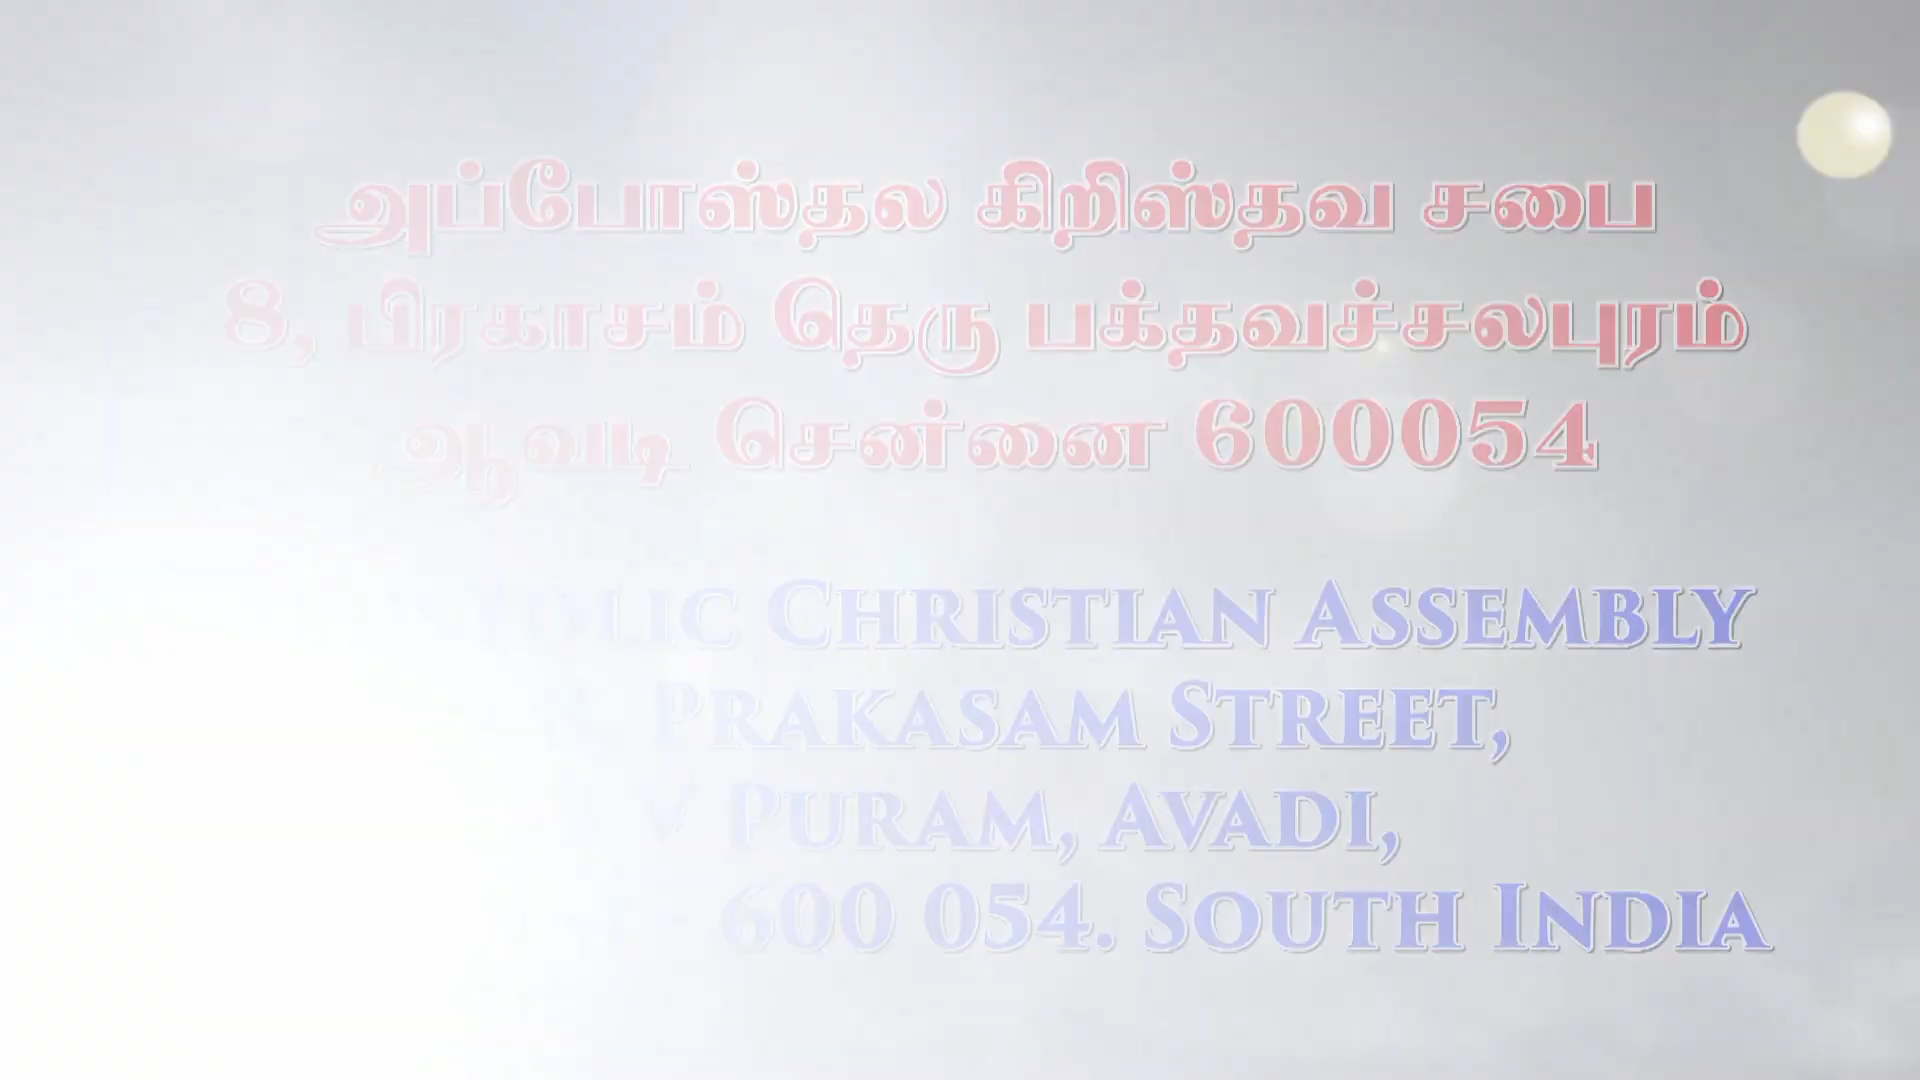 அப்போஸ்தல கிறிஸ்தவ சபை
8, பிரகாசம் தெரு பக்தவச்சலபுரம்
ஆவடி சென்னை 600054
Christian Assembly
8, Prakasam Street,
V Puram, Avadi,
600 054. South India